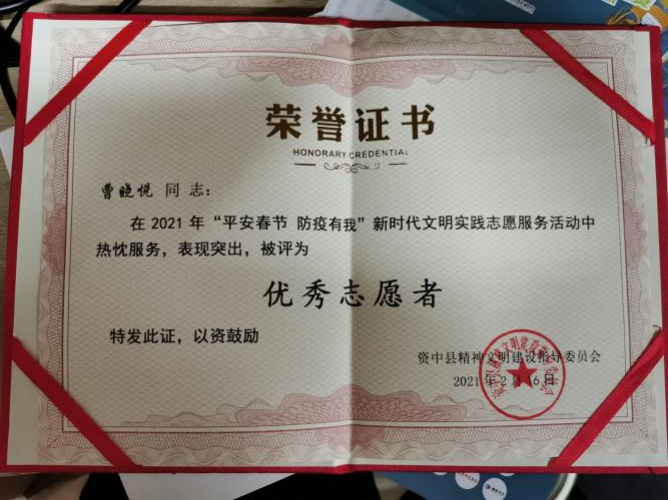 荣誉证书
HONORARY CREDENTIAL
曹晓悦 同志：
在 2021 年“平安春节 防疫有我”新时代文明实践志愿服务活动中
热忱服务，表现突出，被评为
优秀志愿者
特发此证，以资鼓励
资中县精神文明建设指导委员会
2021年2月16日